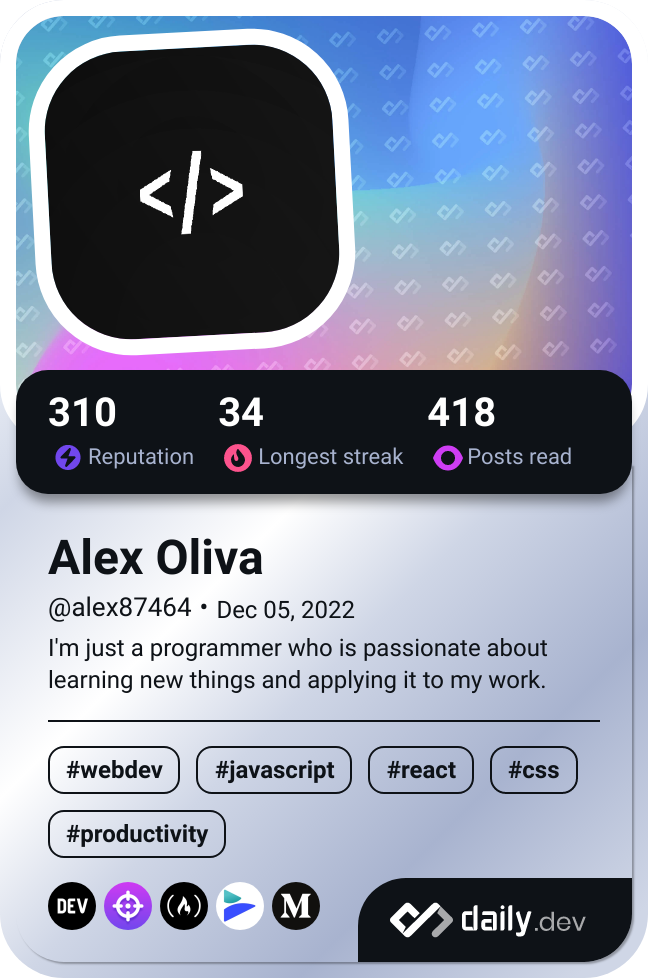 </>
310 34 418
Reputation Longest streak Posts read
Alex Oliva
@alex87464 • Dec 05, 2022
I'm just a programmer who is passionate about
learning new things and applying it to my work.
#webdev #javascript #react #css
#productivity
DEV M daily.dev